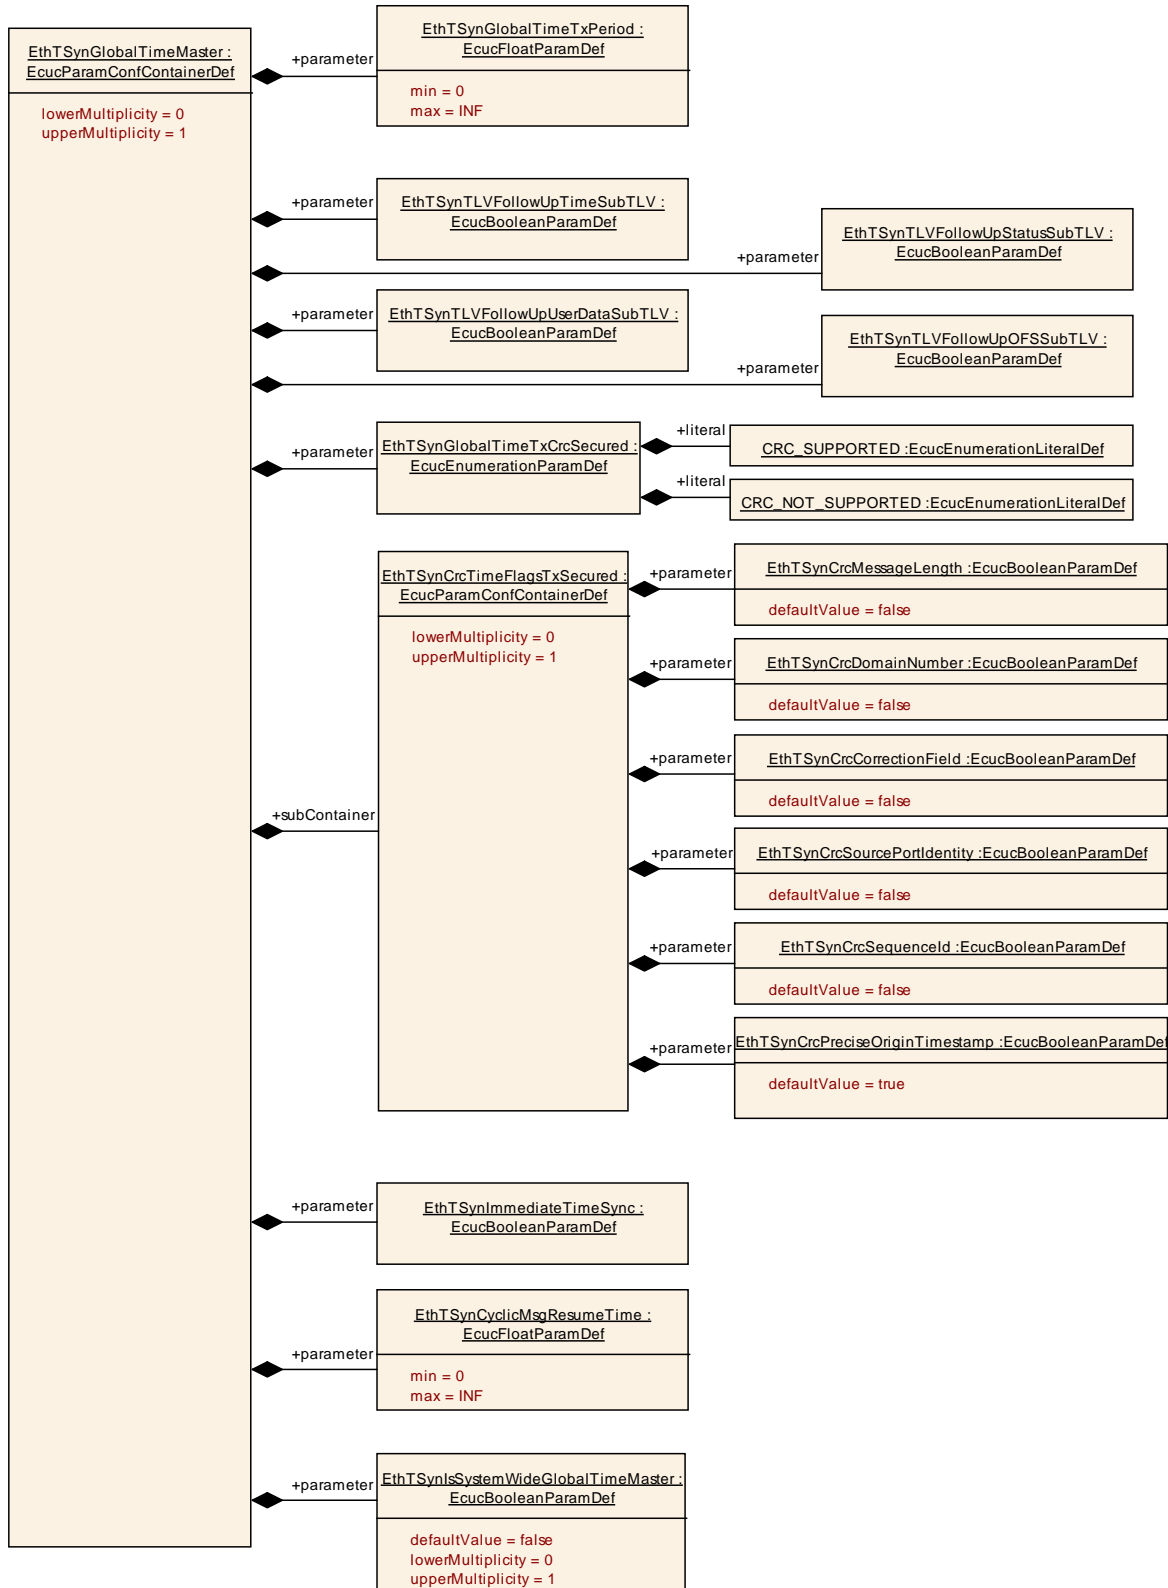 EthTSynGlobalTimeMaster :
EcucParamConfContainerDef
lowerMultiplicity = 0
upperMultiplicity = 1
+parameter
EthTSynGlobalTimeTxPeriod :
EcucFloatParamDef
min = 0
max = INF
+parameter
EthTSynTLVFollowUpTimeSubTLV :
EcucBooleanParamDef
+parameter
EthTSynTLVFollowUpStatusSubTLV :
EcucBooleanParamDef
+parameter
EthTSynTLVFollowUpUserDataSubTLV :
EcucBooleanParamDef
+parameter
EthTSynTLVFollowUpOFSSubTLV :
EcucBooleanParamDef
+parameter
EthTSynGlobalTimeTxCrcSecured :
EcucEnumerationParamDef
+literal
CRC_SUPPORTED :EcucEnumerationLiteralDef
+literal
CRC_NOT_SUPPORTED :EcucEnumerationLiteralDef
+subContainer
EthTSynCrcTimeFlagsTxSecured :
EcucParamConfContainerDef
lowerMultiplicity = 0
upperMultiplicity = 1
+parameter
EthTSynCrcMessageLength :EcucBooleanParamDef
defaultValue = false
+parameter
EthTSynCrcDomainNumber :EcucBooleanParamDef
defaultValue = false
+parameter
EthTSynCrcCorrectionField :EcucBooleanParamDef
defaultValue = false
+parameter
EthTSynCrcSourcePortIdentity :EcucBooleanParamDef
defaultValue = false
+parameter
EthTSynCrcSequenceId :EcucBooleanParamDef
defaultValue = false
+parameter
EthTSynCrcPreciseOriginTimestamp :EcucBooleanParamDef
defaultValue = true
+parameter
EthTSynImmediateTimeSync :
EcucBooleanParamDef
+parameter
EthTSynCyclicMsgResumeTime :
EcucFloatParamDef
min = 0
max = INF
+parameter
EthTSynIsSystemWideGlobalTimeMaster :
EcucBooleanParamDef
defaultValue = false
lowerMultiplicity = 0
upperMultiplicity = 1